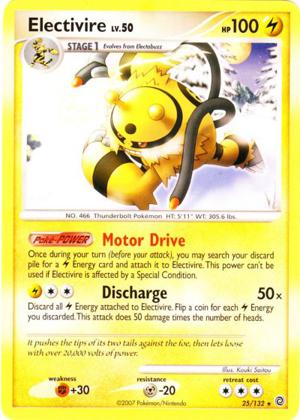 Electivire LV.50 HP 100
STAGE 1 Evolves from Electabuzz
NO. 466 Thunderbolt Pokémon HT: 5'11" WT: 305.6 lbs.
Poké-POWER Motor Drive
Once during your turn (before your attack), you may search your discard
pile for a Energy card and attach it to Electivire. This power can't be
used if Electivire is affected by a Special Condition.
Discharge 50x
Discard all Energy attached to Electivire. Flip a coin for each Energy
you discarded. This attack does 50 damage times the number of heads.
It pushes the tips of its two tails against the foe, then lets loose
with over 20,000 volts of power.
Illus. Kouki Saitou
weakness resistance retreat cost
+30 -20
©2007 Pokémon/Nintendo 25/132